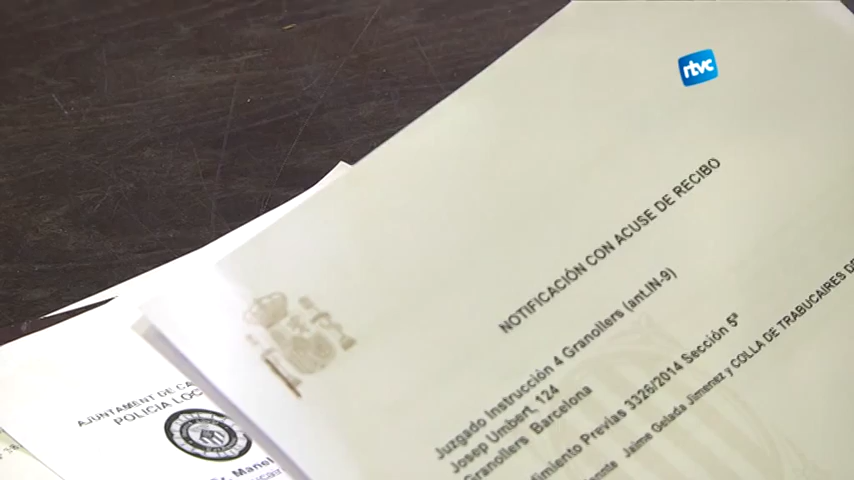 rtvc
NOTIFICACIÓN CON ACUSE DE RECIBO
Juzgado Instrucción 4 Granollers (ant.IN-9)
Josep Umbert, 124
Granollers Barcelona
dimiento Previas 3326/2014 Sección 5ª
Jaime Gelada Jimenez y COLLA DE TRABUCAIRES DE
AJUNTAMENT DE CA
POLICIA LOC
Manel